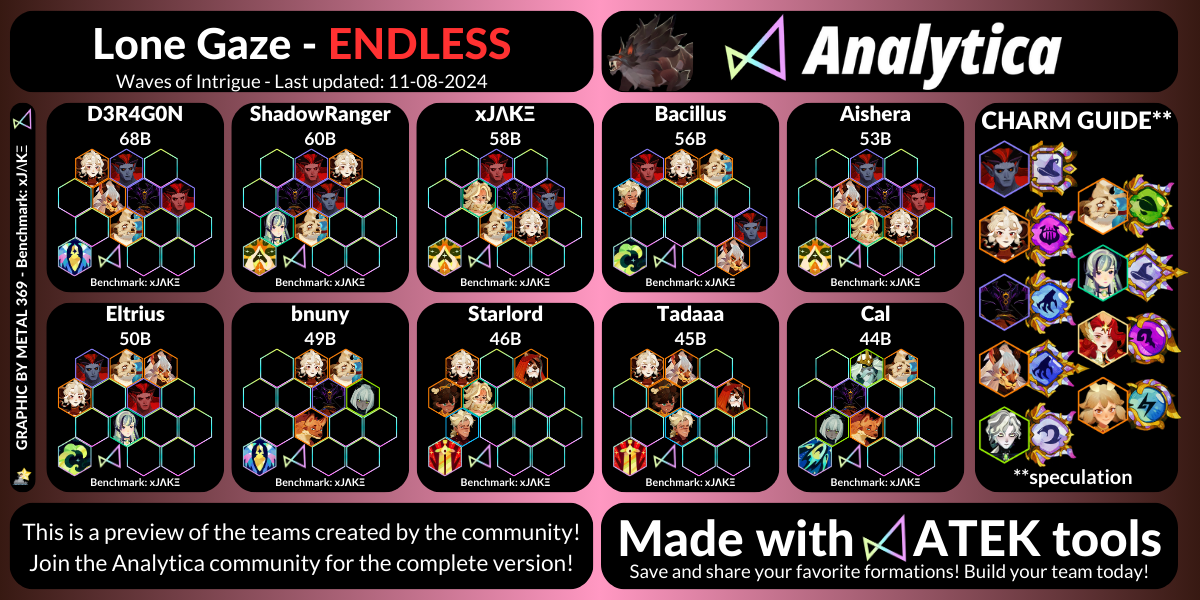 Lone Gaze - ENDLESS
Waves of Intrigue - Last updated: 11-08-2024
Analytica
GRAPHIC BY METAL 369 - Benchmark: xJΛKΞ
D3R4G0N
68B
Benchmark: xJΛKΞ
ShadowRanger
60B
Benchmark: xJΛKΞ
xJΛKΞ
58B
Benchmark: xJΛKΞ
Bacillus
56B
Benchmark: xJΛKΞ
Aishera
53B
Benchmark: xJΛKΞ
CHARM GUIDE**
**speculation
Eltrius
50B
Benchmark: xJΛKΞ
bnuny
49B
Benchmark: xJΛKΞ
Starlord
46B
Benchmark: xJΛKΞ
Tadaaa
45B
Benchmark: xJΛKΞ
Cal
44B
Benchmark: xJΛKΞ
This is a preview of the teams created by the community!
Join the Analytica community for the complete version!
Made with ATEK tools
Save and share your favorite formations! Build your team today!